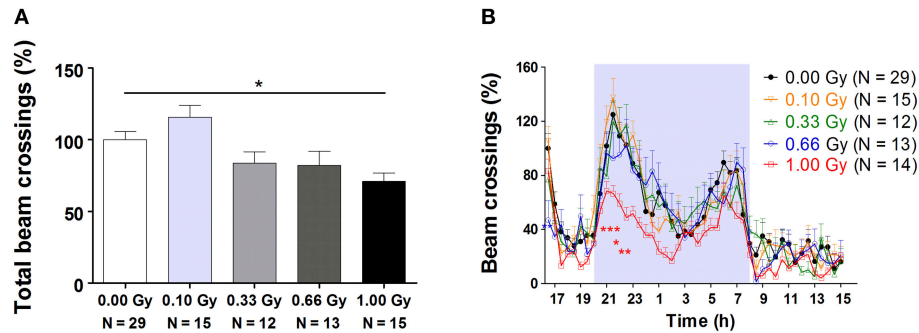 A
Total beam crossings (%)
150
100
50
0
*
0.00 Gy 0.10 Gy 0.33 Gy 0.66 Gy 1.00 Gy
N = 29 N = 15 N = 12 N = 13 N = 15
B
Beam crossings (%)
160
120
80
40
0
**
***
*
**
17 19 21 23 1 3 5 7 9 11 13 15
Time (h)
0.00 Gy (N = 29)
0.10 Gy (N = 15)
0.33 Gy (N = 12)
0.66 Gy (N = 13)
1.00 Gy (N = 14)